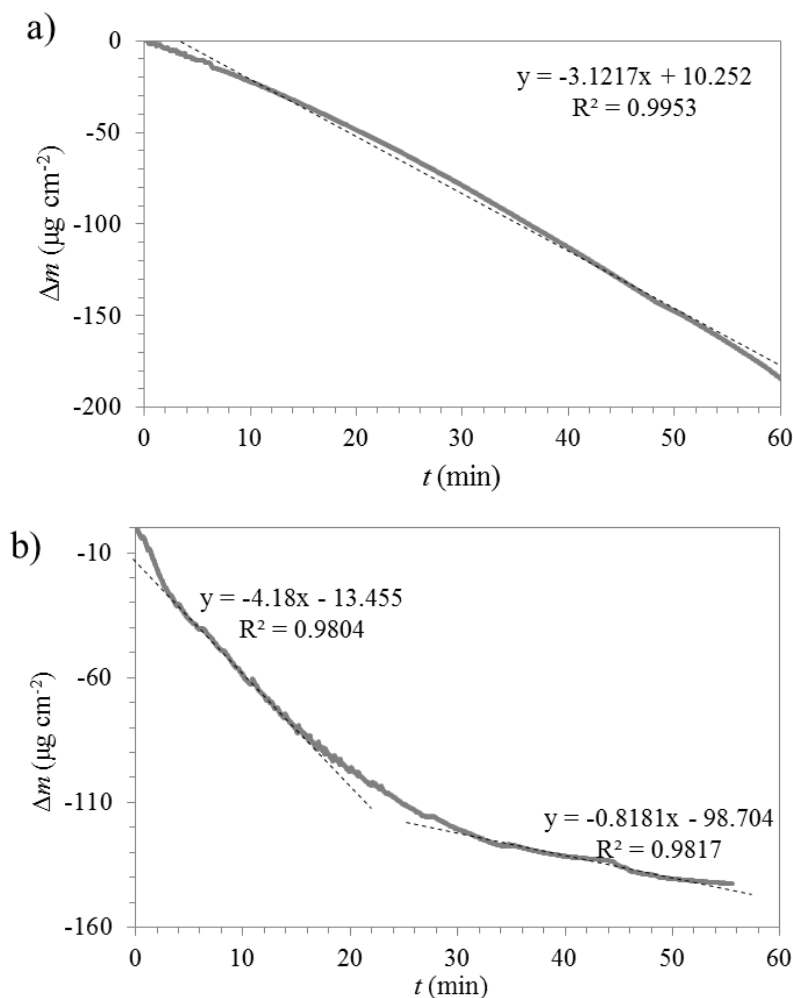 a)
0
-50
-100
-150
-200
Δm (µg cm⁻²)
y = -3.1217x + 10.252
R² = 0.9953
0 10 20 30 40 50 60
t (min)
b)
-10
-60
-110
-160
Δm (µg cm⁻²)
y = -4.18x - 13.455
R² = 0.9804
y = -0.8181x - 98.704
R² = 0.9817
0 10 20 30 40 50 60
t (min)